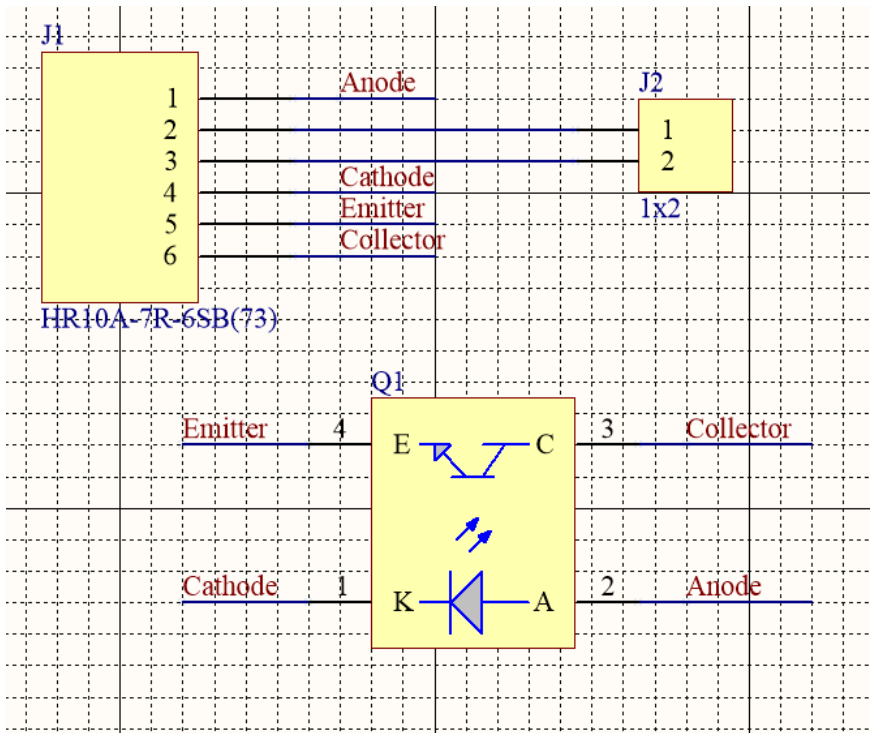 J1
1
2
3
4
5
6
Anode
Cathode
Emitter
Collector
HR10A-7R-6SB(73)
J2
1
2
1x2
Q1
Emitter 4 E C 3 Collector
Cathode 1 K A 2 Anode